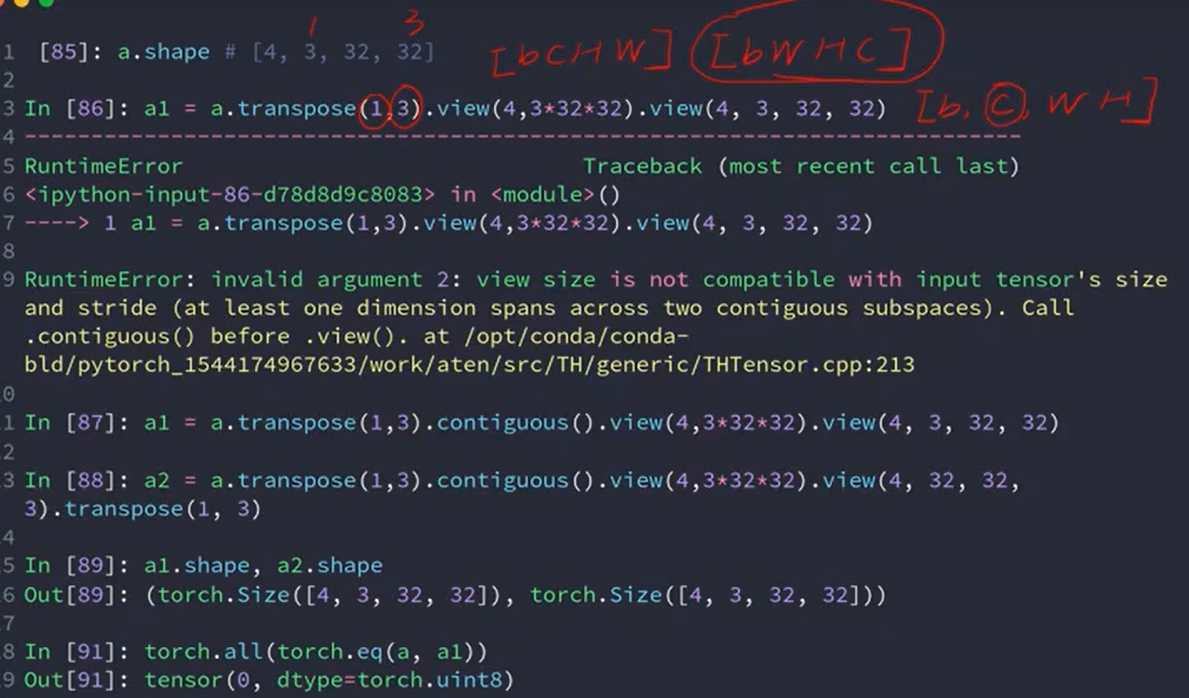 1 3
[bCHW] [bWHC]
1 [85]: a.shape # [4, 3, 32, 32]
2
3 In [86]: a1 = a.transpose(1,3).view(4,3*32*32).view(4, 3, 32, 32) [b, C, W H]
4 ------------------------------------------------------------------------
5 RuntimeError Traceback (most recent call last)
6 <ipython-input-86-d78d8d9c8083> in <module>()
7 ----> 1 a1 = a.transpose(1,3).view(4,3*32*32).view(4, 3, 32, 32)
8
9 RuntimeError: invalid argument 2: view size is not compatible with input tensor's size
and stride (at least one dimension spans across two contiguous subspaces). Call
.contiguous() before .view(). at /opt/conda/conda-
bld/pytorch_1544174967633/work/aten/src/TH/generic/THTensor.cpp:213
0
1 In [87]: a1 = a.transpose(1,3).contiguous().view(4,3*32*32).view(4, 3, 32, 32)
2
3 In [88]: a2 = a.transpose(1,3).contiguous().view(4,3*32*32).view(4, 32, 32,
3).transpose(1, 3)
4
5 In [89]: a1.shape, a2.shape
6 Out[89]: (torch.Size([4, 3, 32, 32]), torch.Size([4, 3, 32, 32]))
7
8 In [91]: torch.all(torch.eq(a, a1))
9 Out[91]: tensor(0, dtype=torch.uint8)